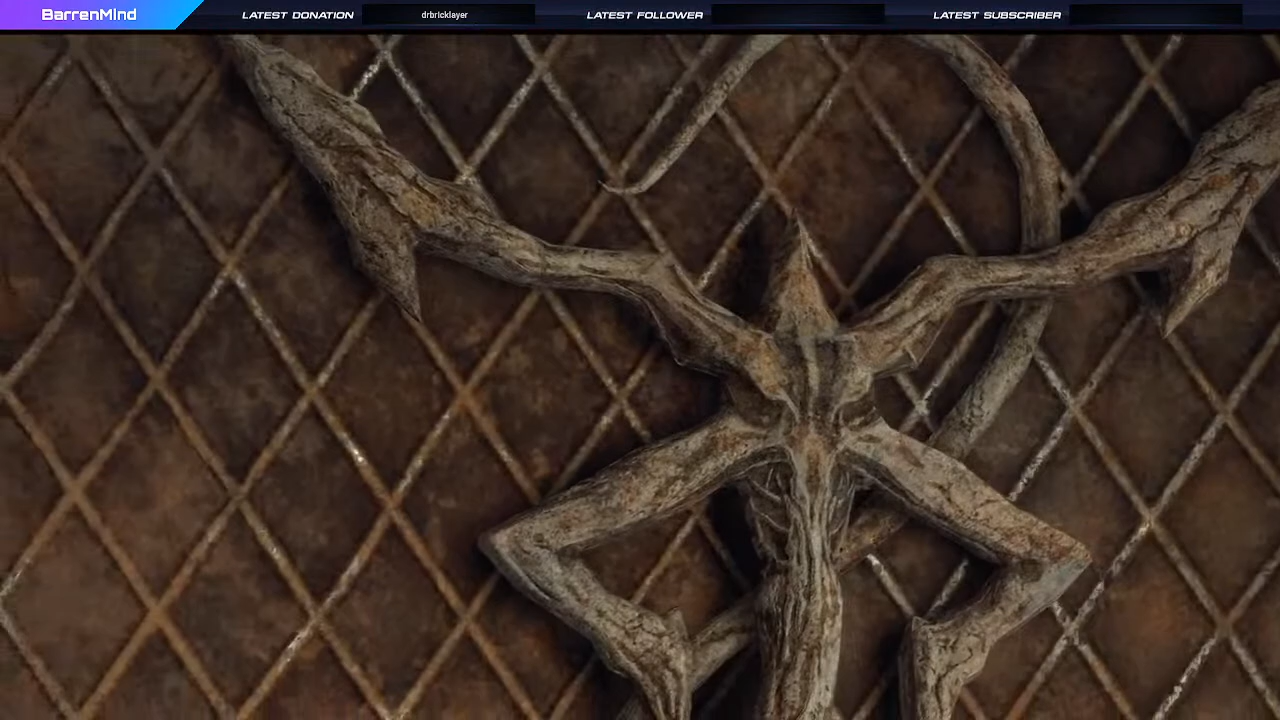 BarrenMind
LATEST DONATION
drbricklayer
LATEST FOLLOWER
LATEST SUBSCRIBER